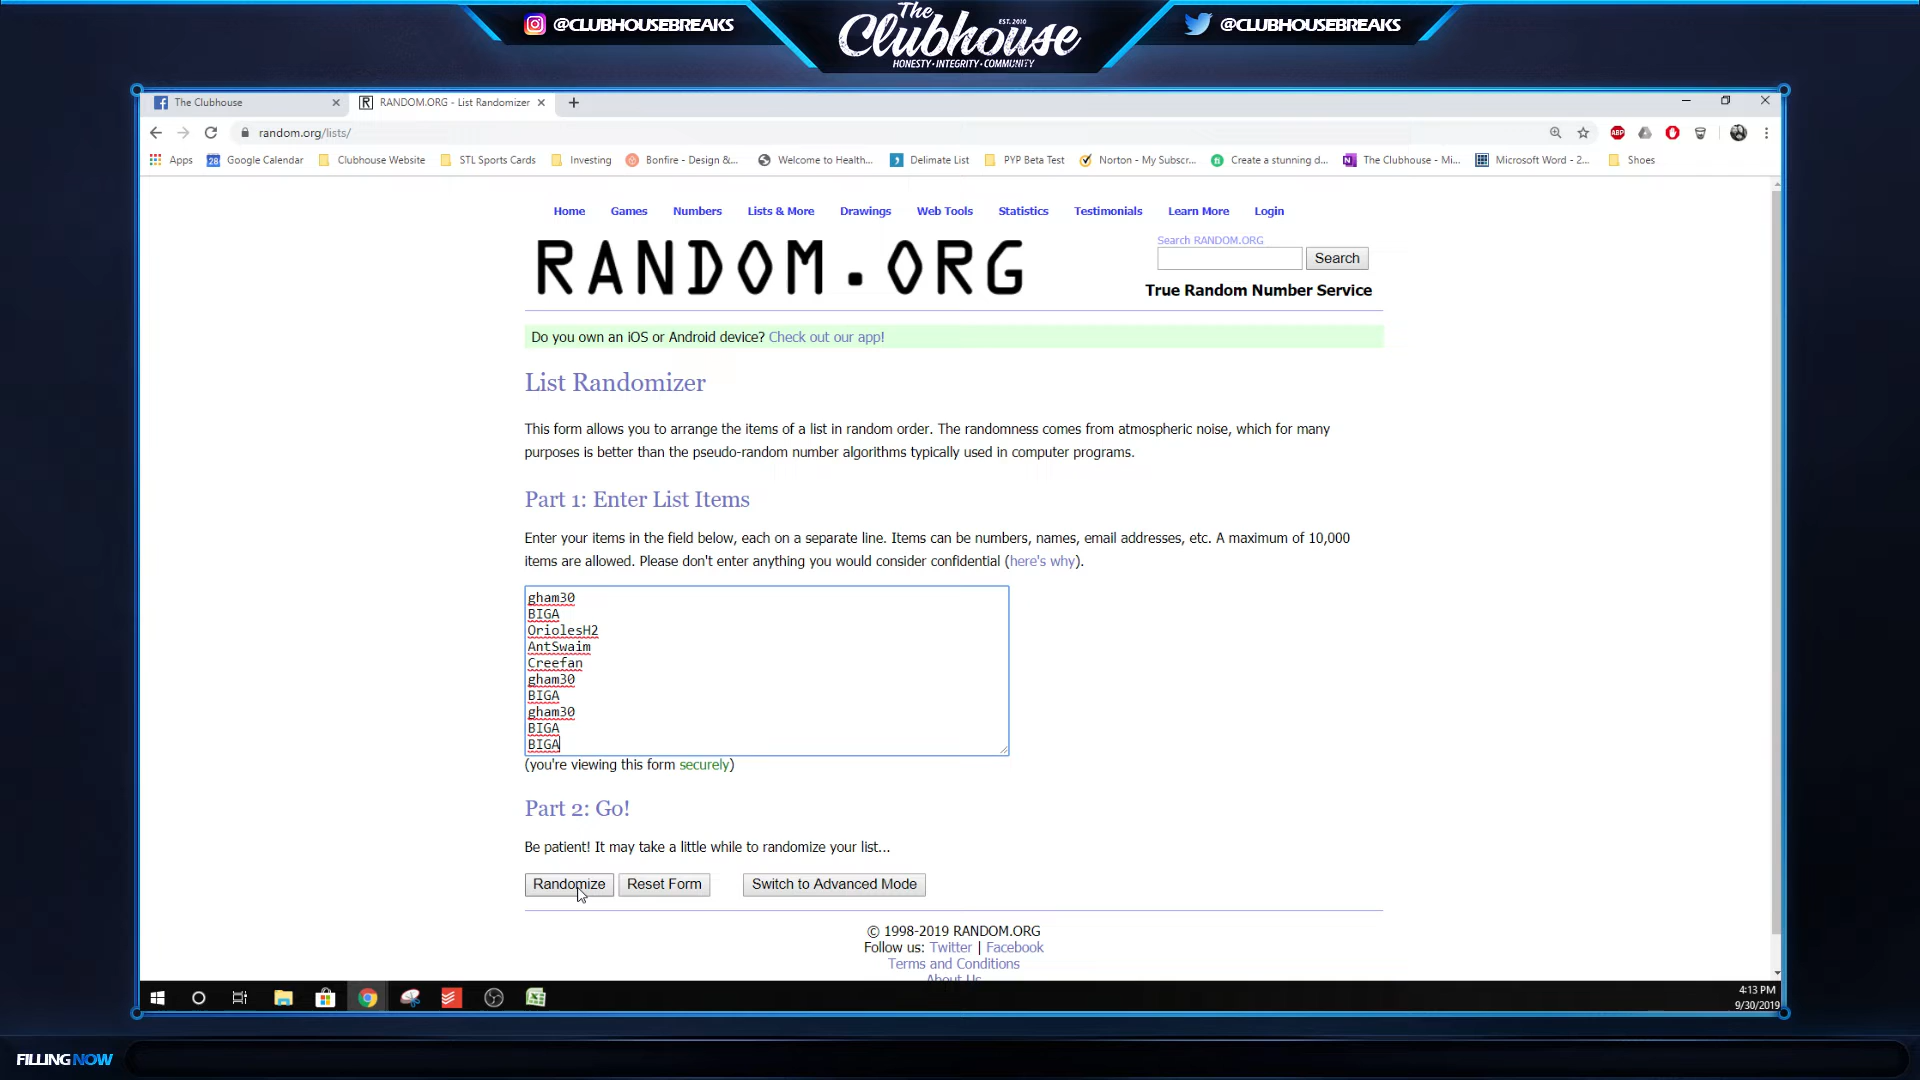 @CLUBHOUSEBREAKS
The
Clubhouse
EST. 2010
HONESTY • INTEGRITY • COMMUNITY
@CLUBHOUSEBREAKS
The Clubhouse
RANDOM.ORG - List Randomizer
random.org/lists/
Apps
Google Calendar
Clubhouse Website
STL Sports Cards
Investing
Bonfire - Design &...
Welcome to Health...
Delimate List
PYP Beta Test
Norton - My Subscr...
Create a stunning d...
The Clubhouse - Mi...
Microsoft Word - 2...
Shoes
Home Games Numbers Lists & More Drawings Web Tools Statistics Testimonials Learn More Login
RANDOM.ORG
Search RANDOM.ORG
Search
True Random Number Service
Do you own an iOS or Android device? Check out our app!
List Randomizer
This form allows you to arrange the items of a list in random order. The randomness comes from atmospheric noise, which for many
purposes is better than the pseudo-random number algorithms typically used in computer programs.
Part 1: Enter List Items
Enter your items in the field below, each on a separate line. Items can be numbers, names, email addresses, etc. A maximum of 10,000
items are allowed. Please don't enter anything you would consider confidential (here's why).
gham30
BIGA
OriolesH2
AntSwaim
Creefan
gham30
BIGA
gham30
BIGA
BIGA
(you're viewing this form securely)
Part 2: Go!
Be patient! It may take a little while to randomize your list...
Randomize Reset Form Switch to Advanced Mode
© 1998-2019 RANDOM.ORG
Follow us: Twitter | Facebook
Terms and Conditions
About Us
4:13 PM
9/30/2019
FILLING NOW